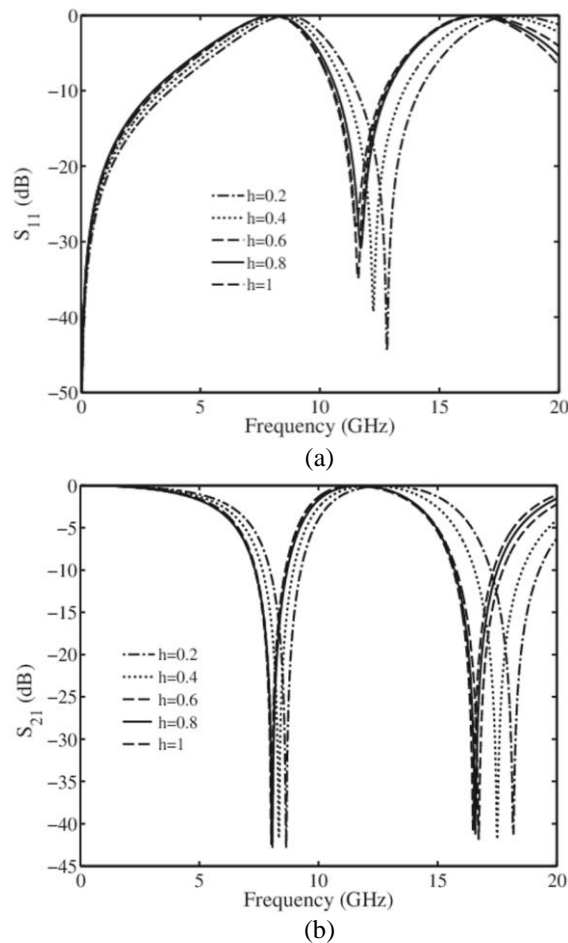 0
−10
−20
−30
−40
−50
S11 (dB)
h=0.2
h=0.4
h=0.6
h=0.8
h=1
0 5 10 15 20
Frequency (GHz)
(a)
0
−5
−10
−15
−20
−25
−30
−35
−40
−45
S21 (dB)
h=0.2
h=0.4
h=0.6
h=0.8
h=1
0 5 10 15 20
Frequency (GHz)
(b)